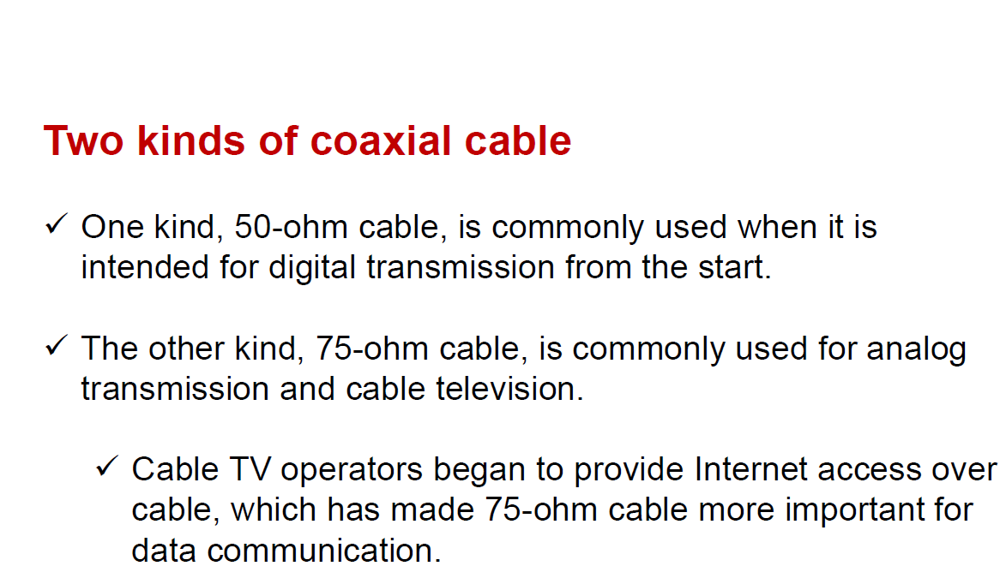 Two kinds of coaxial cable
✓ One kind, 50-ohm cable, is commonly used when it is
intended for digital transmission from the start.
✓ The other kind, 75-ohm cable, is commonly used for analog
transmission and cable television.
✓ Cable TV operators began to provide Internet access over
cable, which has made 75-ohm cable more important for
data communication.